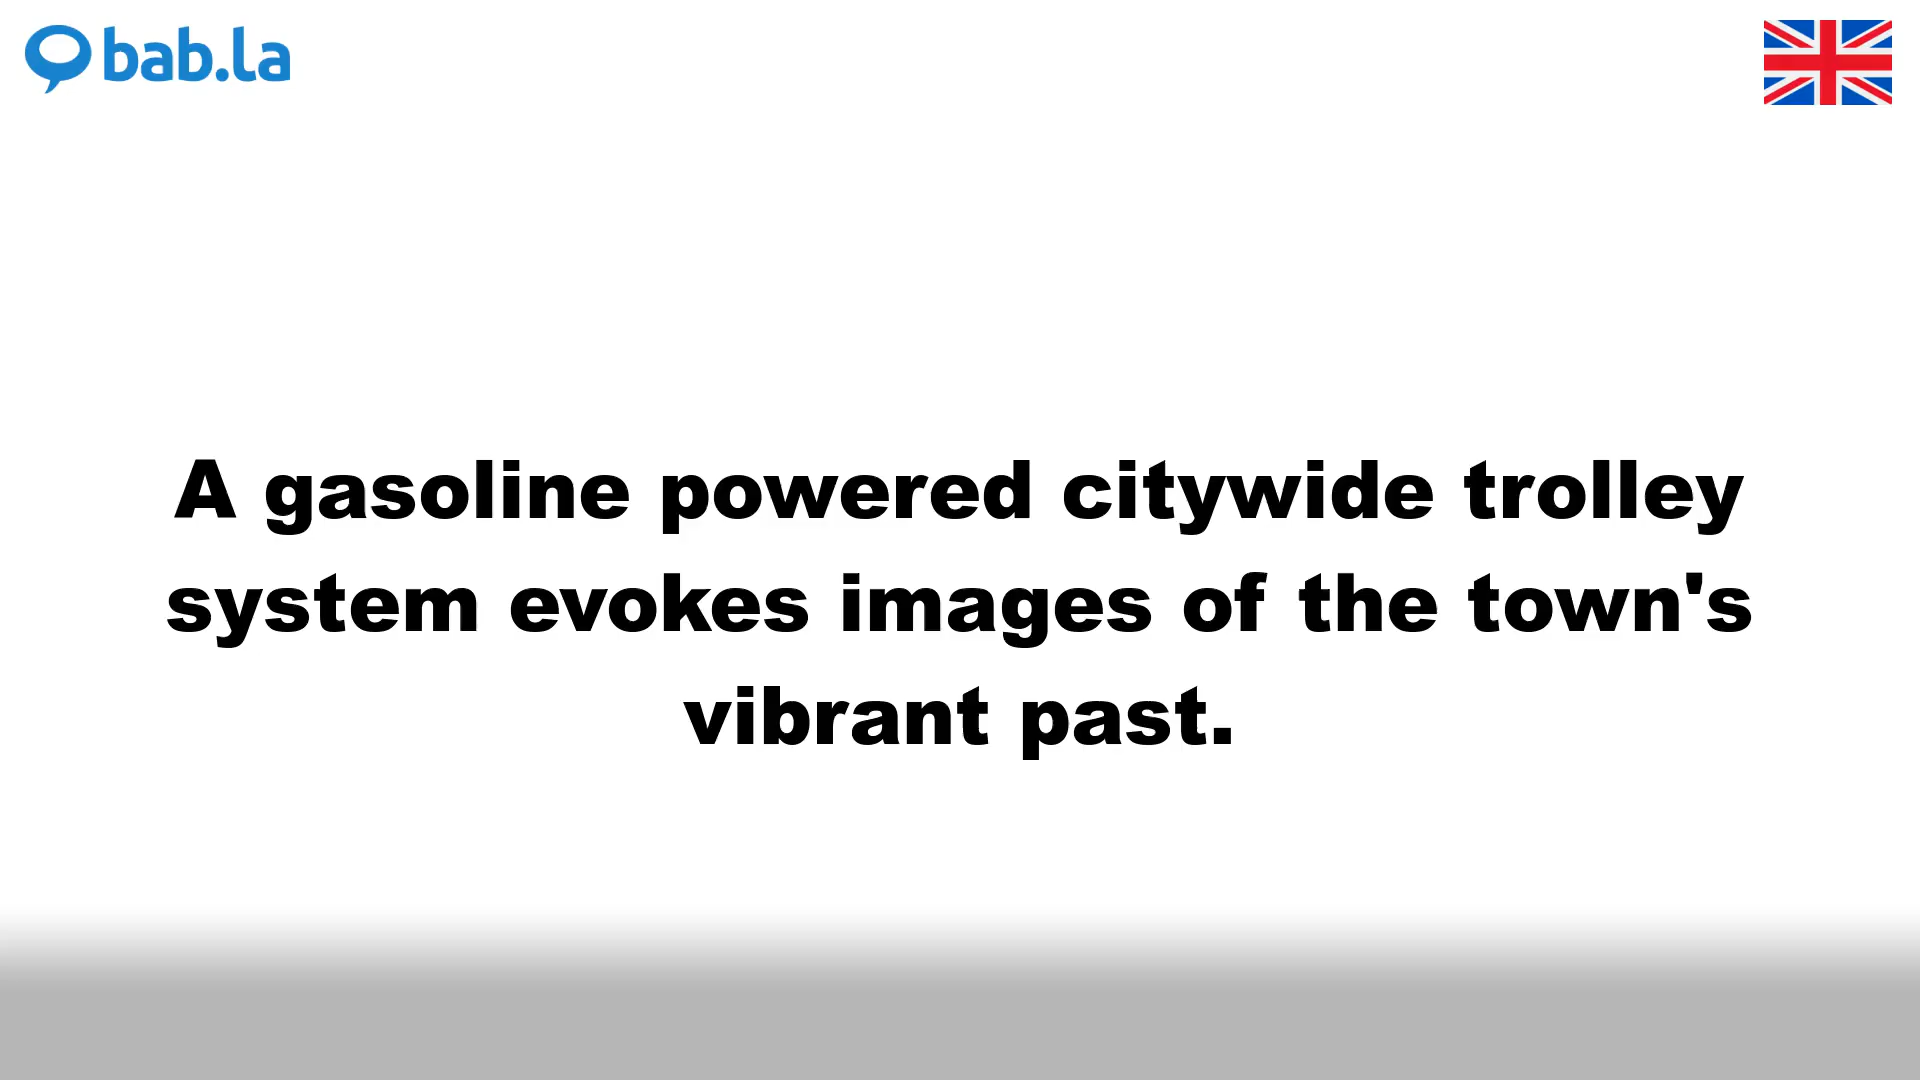 bab.la
A gasoline powered citywide trolley
system evokes images of the town's
vibrant past.